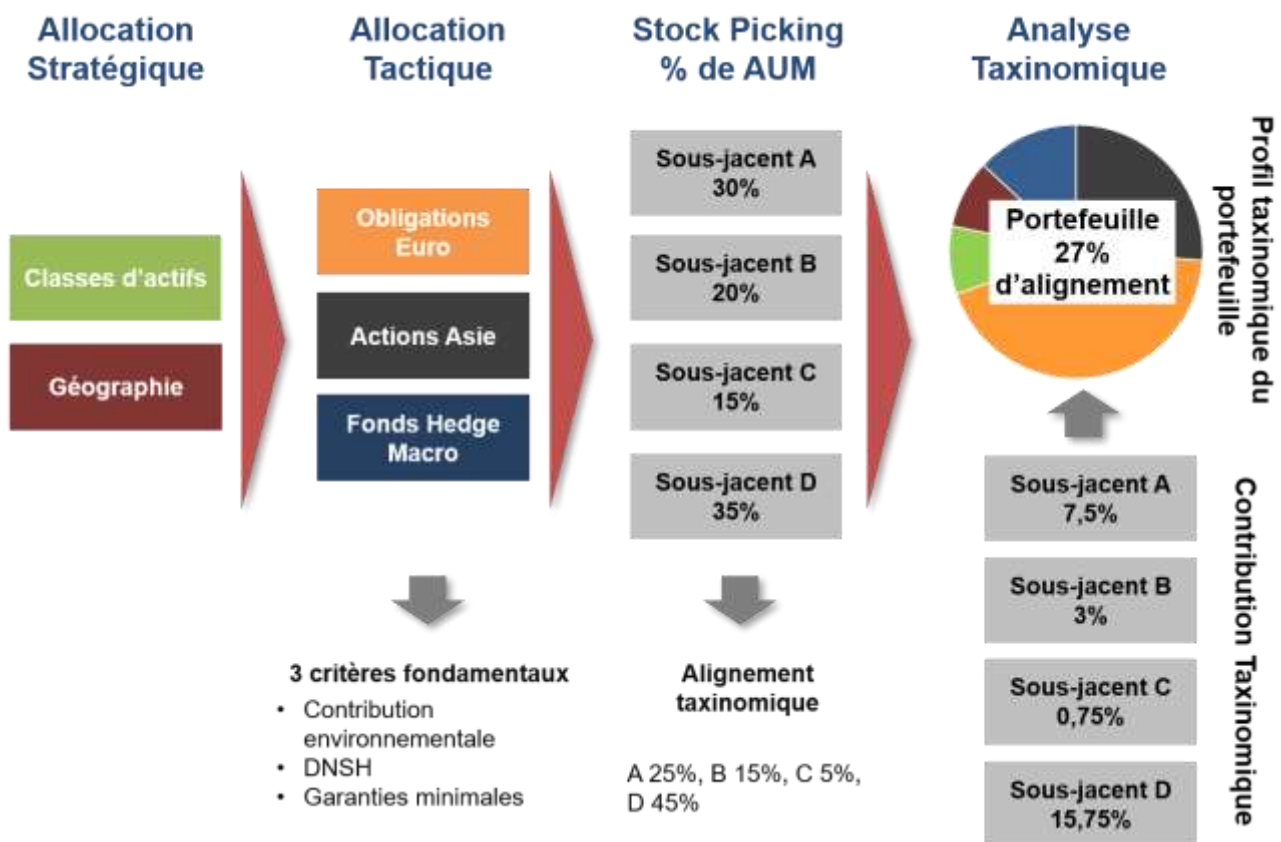 Allocation
Stratégique
Allocation
Tactique
Stock Picking
% de AUM
Analyse
Taxinomique
Classes d'actifs
Géographie
Obligations
Euro
Actions Asie
Fonds Hedge
Macro
Sous-jacent A
30%
Sous-jacent B
20%
Sous-jacent C
15%
Sous-jacent D
35%
Portefeuille
27%
d'alignement
Profil taxinomique du
portefeuille
3 critères fondamentaux
• Contribution
environnementale
• DNSH
• Garanties minimales
Alignement
taxinomique
A 25%, B 15%, C 5%,
D 45%
Sous-jacent A
7,5%
Sous-jacent B
3%
Sous-jacent C
0,75%
Sous-jacent D
15,75%
Contribution Taxinomique